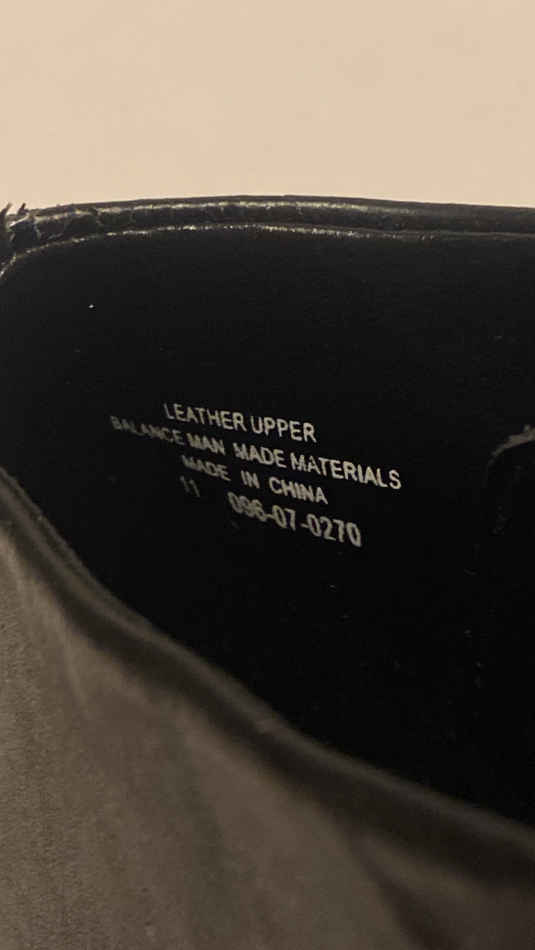 LEATHER UPPER
BALANCE MAN MADE MATERIALS
MADE IN CHINA
11 096-07-0270